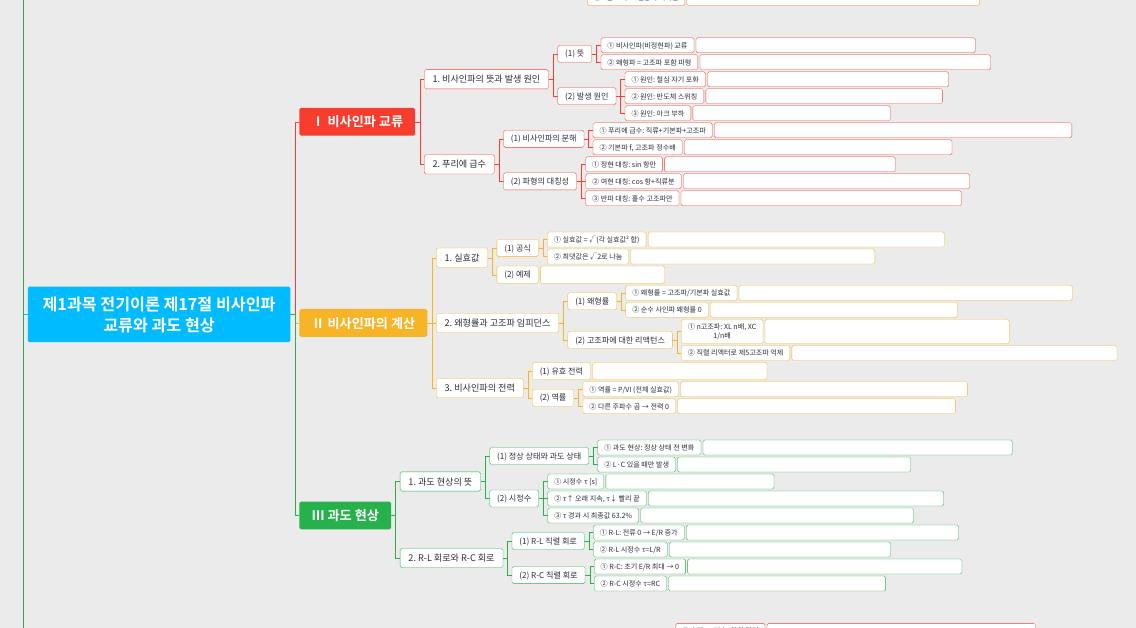 제1과목 전기이론 제17절 비사인파
교류와 과도 현상
Ⅰ 비사인파 교류
1. 비사인파의 뜻과 발생 원인
(1) 뜻
① 비사인파(비정현파) 교류
② 왜형파 = 고조파 포함 파형
(2) 발생 원인
① 원인: 철심 자기 포화
② 원인: 반도체 스위칭
③ 원인: 아크 부하
2. 푸리에 급수
(1) 비사인파의 분해
① 푸리에 급수: 직류+기본파+고조파
② 기본파 f, 고조파 정수배
(2) 파형의 대칭성
① 정현 대칭: sin 항만
② 여현 대칭: cos 항+직류분
③ 반파 대칭: 홀수 고조파만
Ⅱ 비사인파의 계산
1. 실효값
(1) 공식
① 실효값 = √(각 실효값² 합)
② 최댓값은 √2로 나눔
(2) 예제
2. 왜형률과 고조파 임피던스
(1) 왜형률
① 왜형률 = 고조파/기본파 실효값
② 순수 사인파 왜형률 0
(2) 고조파에 대한 리액턴스
① n고조파: XL n배, XC
1/n배
② 직렬 리액터로 제5고조파 억제
3. 비사인파의 전력
(1) 유효 전력
(2) 역률
① 역률 = P/VI (전체 실효값)
② 다른 주파수 곱 → 전력 0
Ⅲ 과도 현상
1. 과도 현상의 뜻
(1) 정상 상태와 과도 상태
① 과도 현상: 정상 상태 전 변화
② L·C 있을 때만 발생
(2) 시정수
① 시정수 τ [s]
② τ↑ 오래 지속, τ↓ 빨리 끝
③ τ 경과 시 최종값 63.2%
2. R-L 회로와 R-C 회로
(1) R-L 직렬 회로
① R-L: 전류 0 → E/R 증가
② R-L 시정수 τ=L/R
(2) R-C 직렬 회로
① R-C: 초기 E/R 최대 → 0
② R-C 시정수 τ=RC